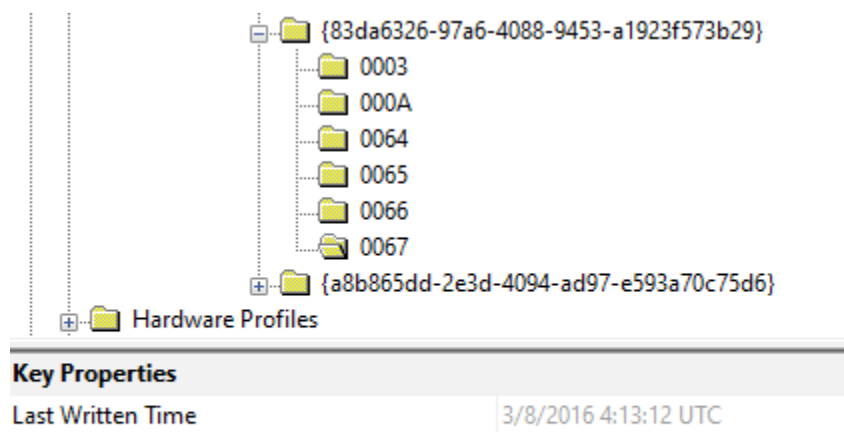 {83da6326-97a6-4088-9453-a1923f573b29}
0003
000A
0064
0065
0066
0067
{a8b865dd-2e3d-4094-ad97-e593a70c75d6}
Hardware Profiles
Key Properties
Last Written Time 3/8/2016 4:13:12 UTC